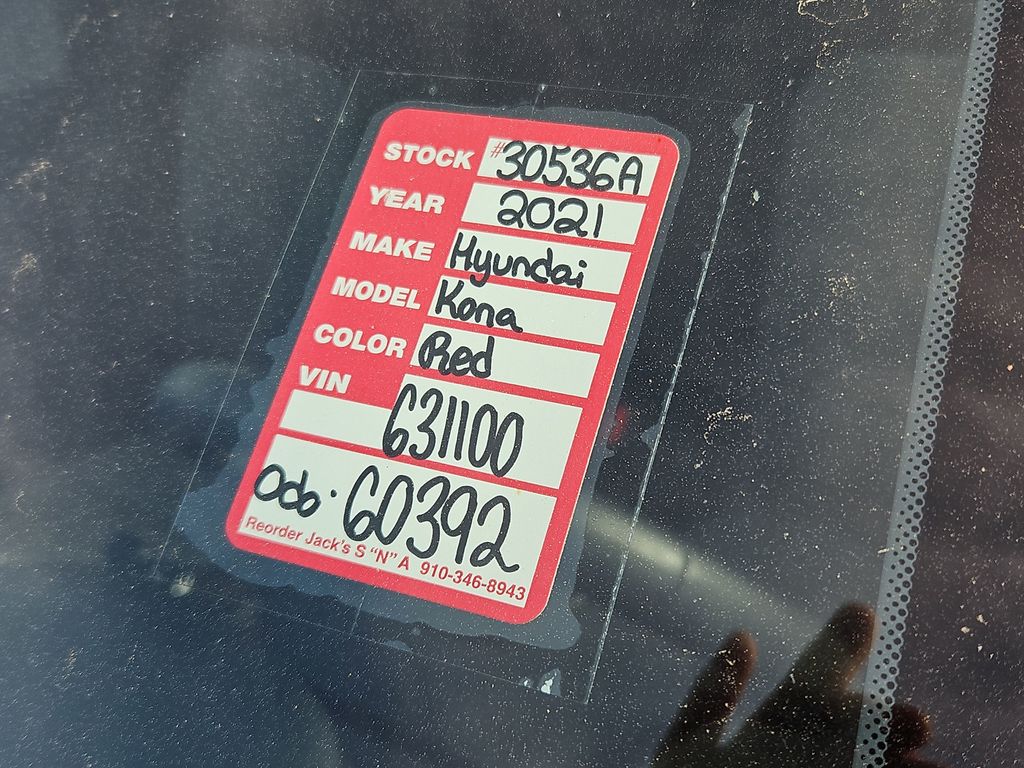 STOCK #30536A
YEAR 2021
MAKE Hyundai
MODEL Kona
COLOR Red
VIN
631100
Odo. 60392
Reorder Jack's S "N" A 910-346-8943